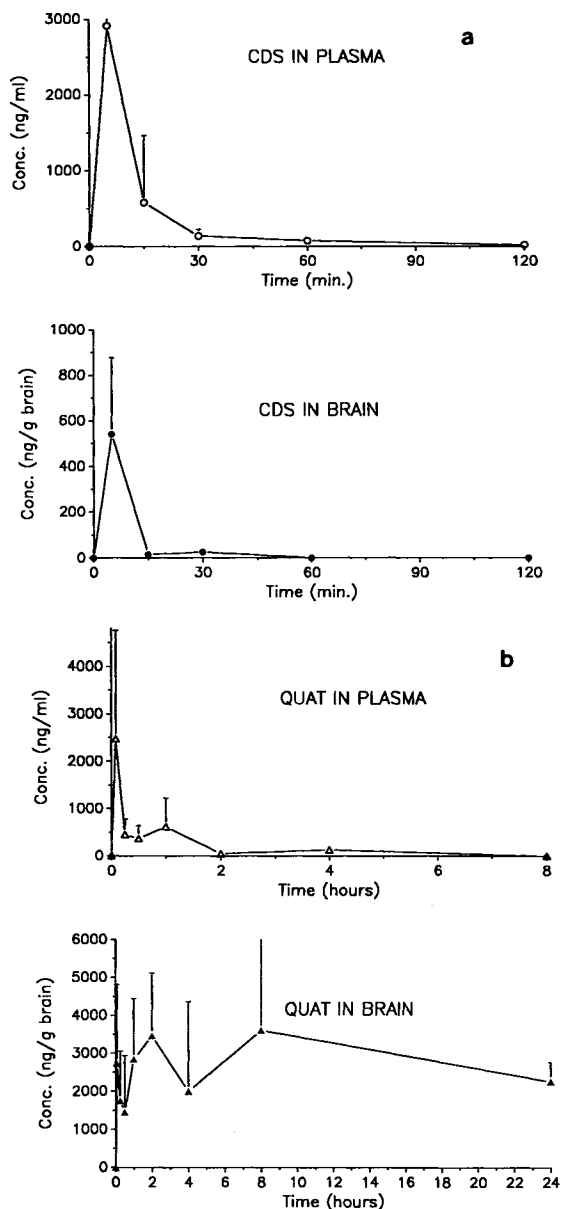 a
CDS IN PLASMA
Conc. (ng/ml)
3000
2000
1000
0
0 30 60 90 120
Time (min.)
CDS IN BRAIN
Conc. (ng/g brain)
1000
800
600
400
200
0
0 30 60 90 120
Time (min.)
b
QUAT IN PLASMA
Conc. (ng/ml)
4000
3000
2000
1000
0
0 2 4 6 8
Time (hours)
QUAT IN BRAIN
Conc. (ng/g brain)
6000
5000
4000
3000
2000
1000
0
0 2 4 6 8 10 12 14 16 18 20 22 24
Time (hours)